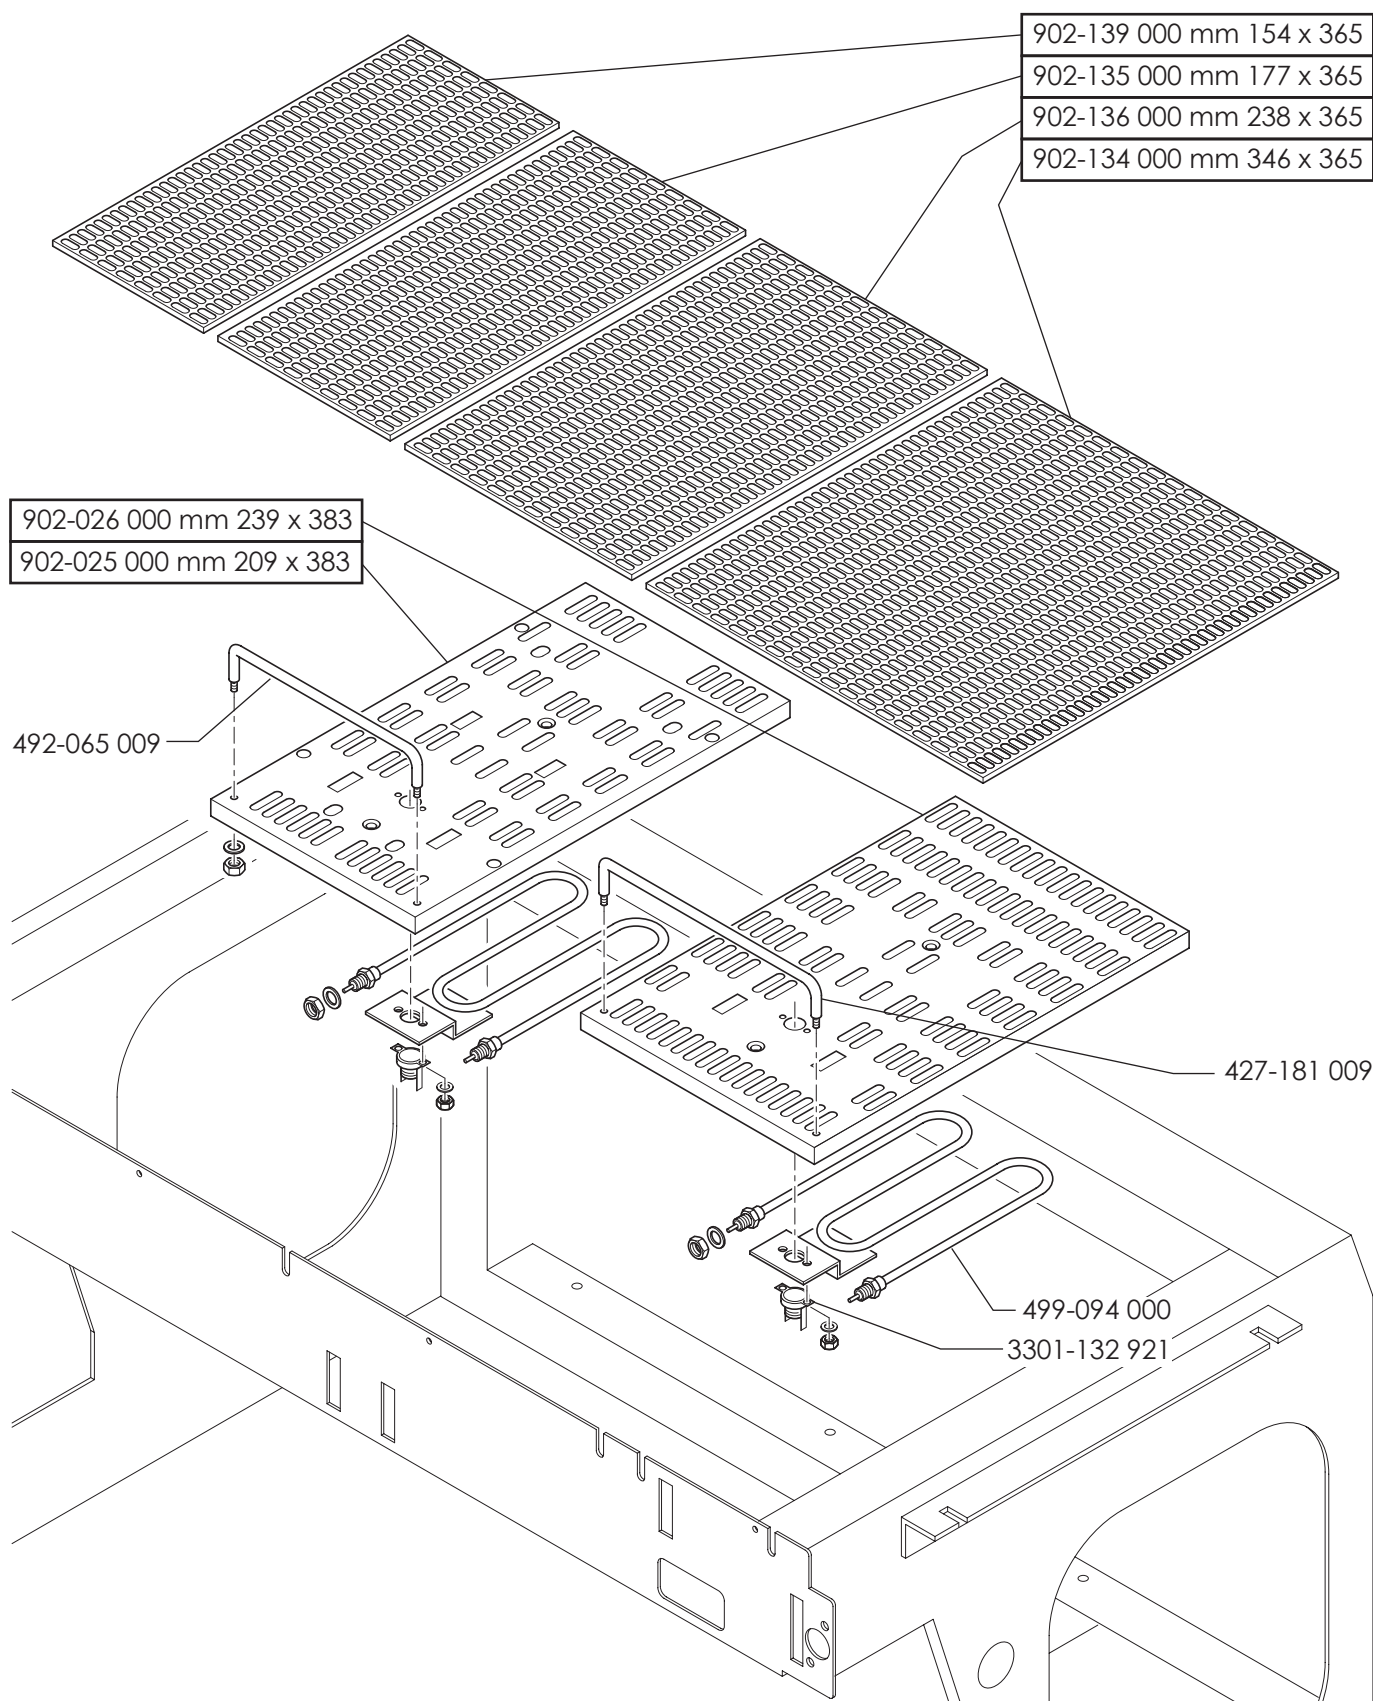 902-139 000 mm 154 x 365
902-135 000 mm 177 x 365
902-136 000 mm 238 x 365
902-134 000 mm 346 x 365
902-026 000 mm 239 x 383
902-025 000 mm 209 x 383
492-065 009
427-181 009
499-094 000
3301-132 921